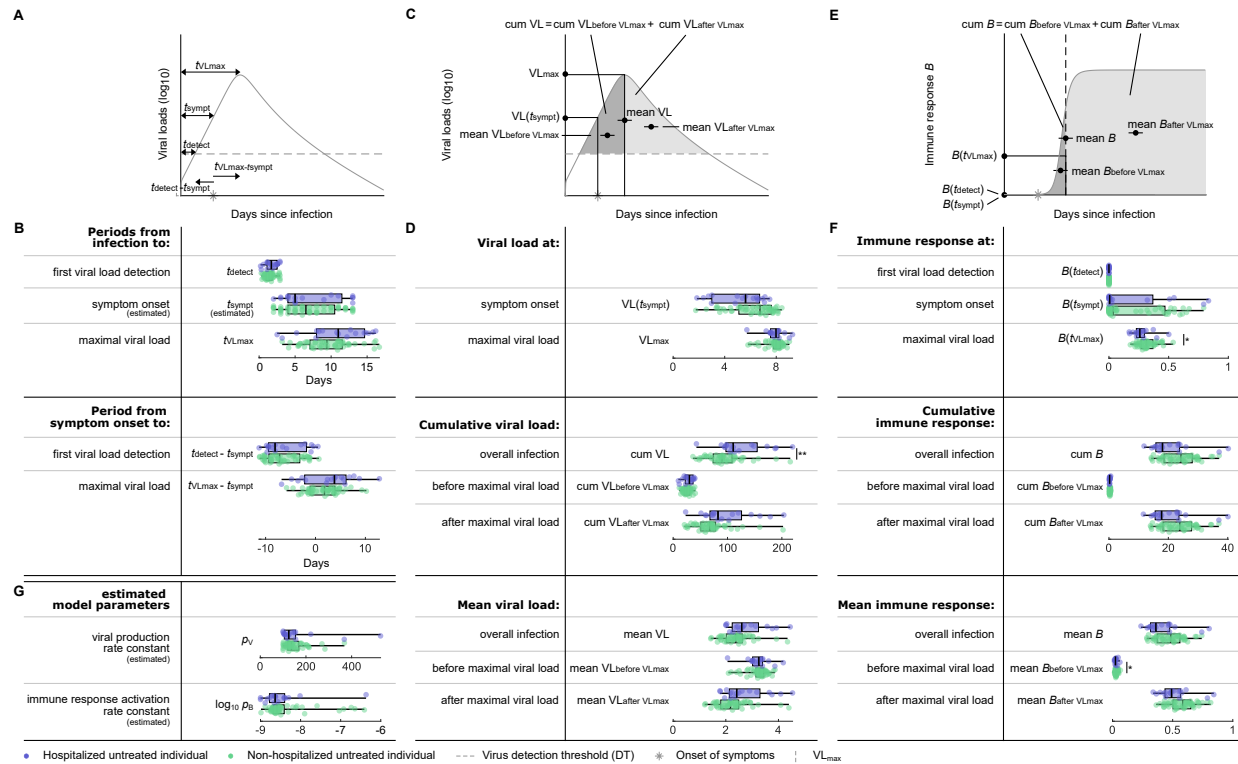 A
Viral loads (log10)
tVLmax
tsympt
tdetect
tVLmax-tsympt
tdetect-tsympt
Days since infection
B
Periods from
infection to:
first viral load detection
tdetect
symptom onset
(estimated)
tsympt
(estimated)
maximal viral load
tVLmax
0 5 10 15
Days
Period from
symptom onset to:
first viral load detection
tdetect - tsympt
maximal viral load
tVLmax - tsympt
-10 0 10
Days
G
estimated
model parameters
viral production
rate constant
(estimated)
pV
0 200 400
immune response activation
rate constant
(estimated)
log10 pB
-9 -8 -7 -6
C
cum VL = cum VLbefore VLmax + cum VLafter VLmax
Viral loads (log10)
VLmax
VL(tsympt)
mean VL
mean VLbefore VLmax
mean VLafter VLmax
Days since infection
D
Viral load at:
symptom onset
VL(tsympt)
maximal viral load
VLmax
0 4 8
Cumulative viral load:
overall infection
cum VL
**
before maximal viral load
cum VLbefore VLmax
after maximal viral load
cum VLafter VLmax
0 100 200
Mean viral load:
overall infection
mean VL
before maximal viral load
mean VLbefore VLmax
after maximal viral load
mean VLafter VLmax
0 2 4
E
cum B = cum Bbefore VLmax + cum Bafter VLmax
Immune response B
mean Bafter VLmax
mean B
B(tVLmax)
mean Bbefore VLmax
B(tdetect)
B(tsympt)
Days since infection
F
Immune response at:
first viral load detection
B(tdetect)
symptom onset
B(tsympt)
maximal viral load
B(tVLmax)
*
0 0.5 1
Cumulative
immune response:
overall infection
cum B
before maximal viral load
cum Bbefore VLmax
after maximal viral load
cum Bafter VLmax
0 20 40
Mean immune response:
overall infection
mean B
before maximal viral load
mean Bbefore VLmax
*
after maximal viral load
mean Bafter VLmax
0 0.5 1
Hospitalized untreated individual Non-hospitalized untreated individual Virus detection threshold (DT) Onset of symptoms VLmax